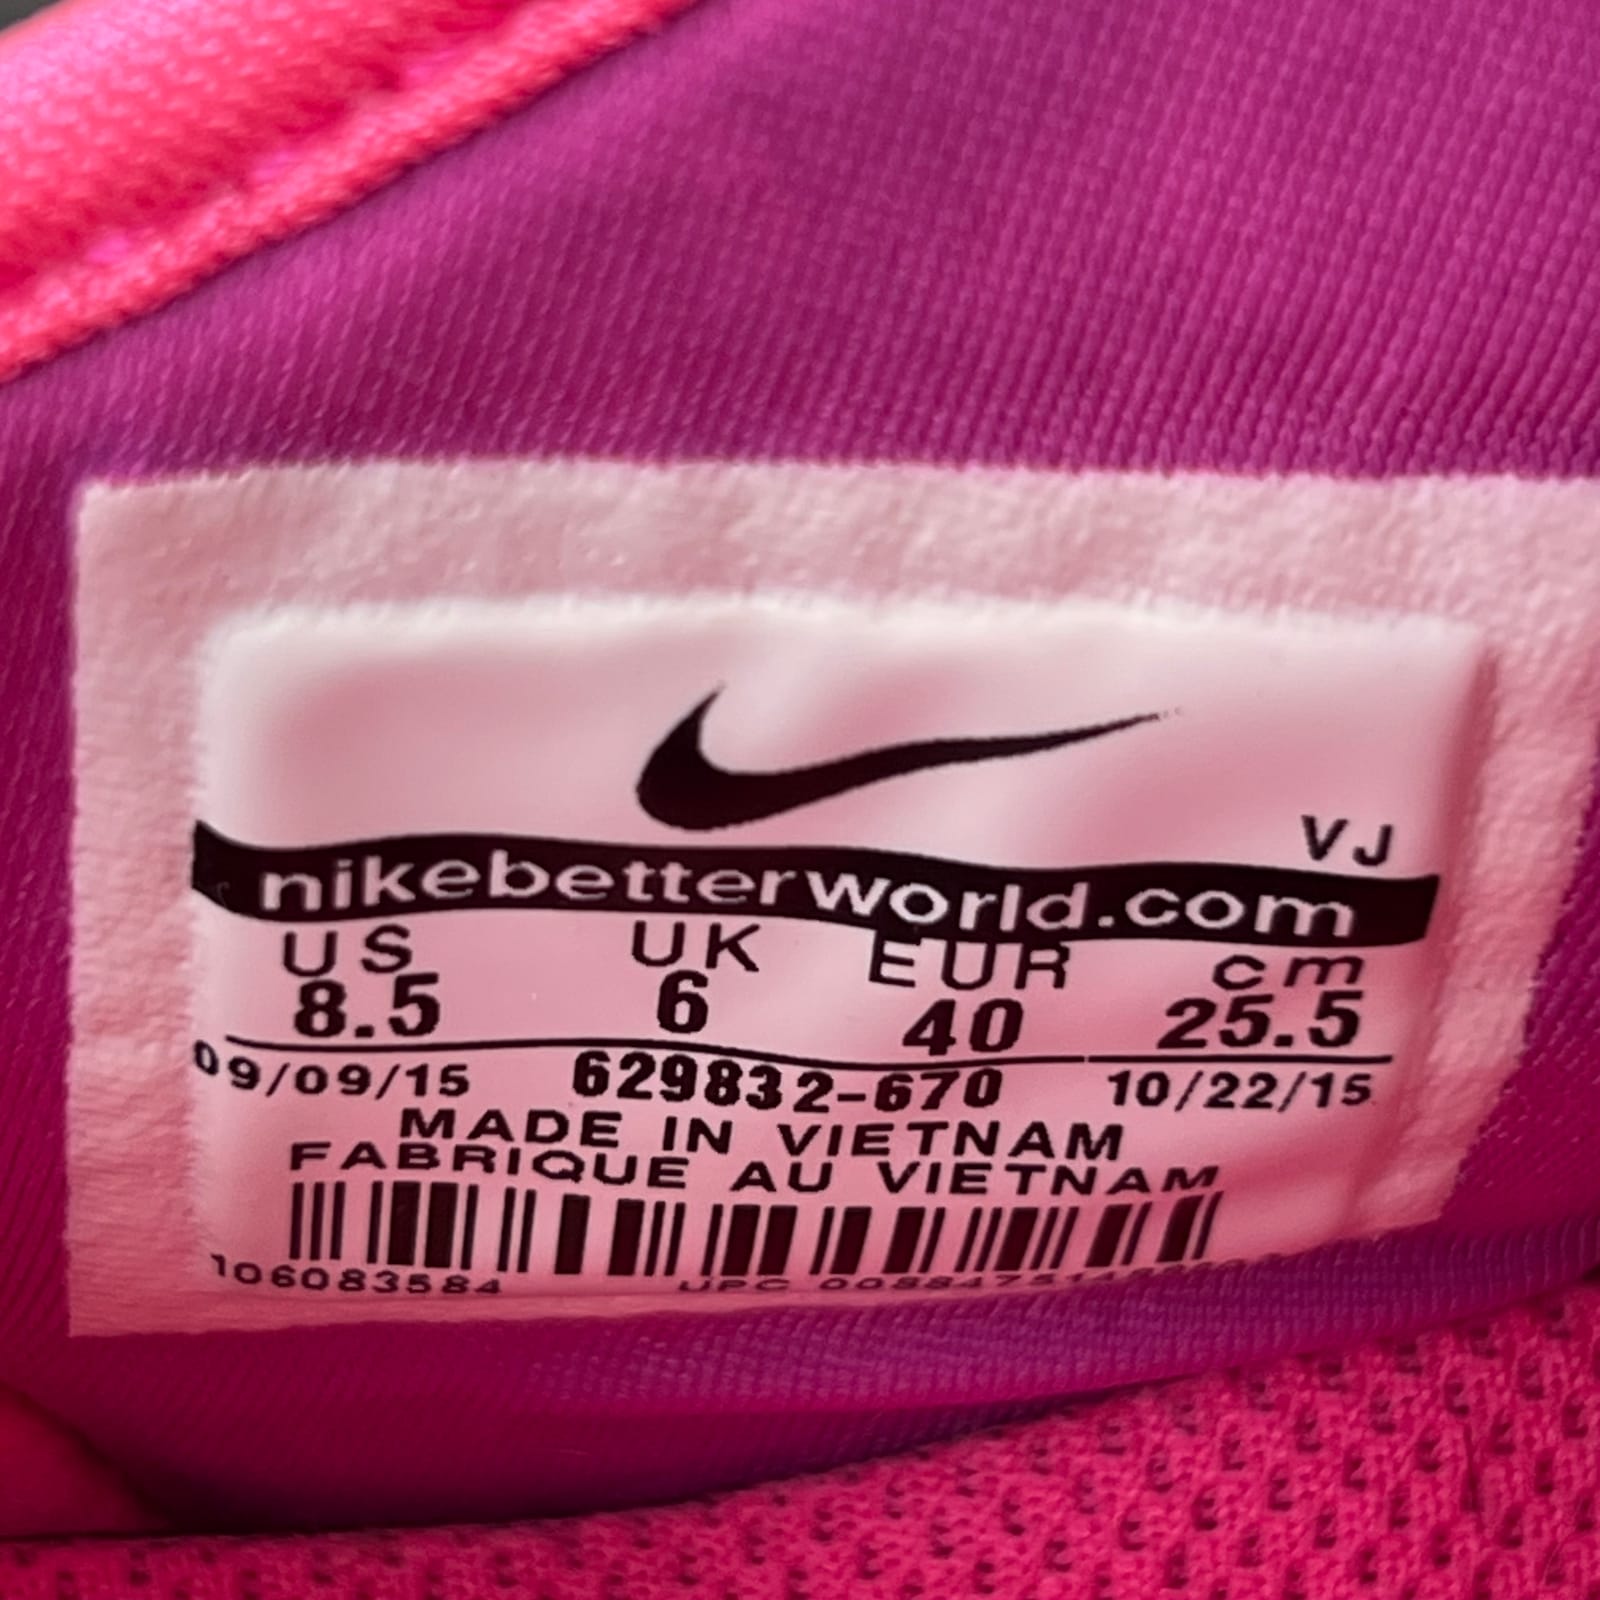 VJ
nikebetterworld.com
US UK EUR cm
8.5 6 40 25.5
09/09/15 629832-670 10/22/15
MADE IN VIETNAM
FABRIQUE AU VIETNAM
106083584 UPC